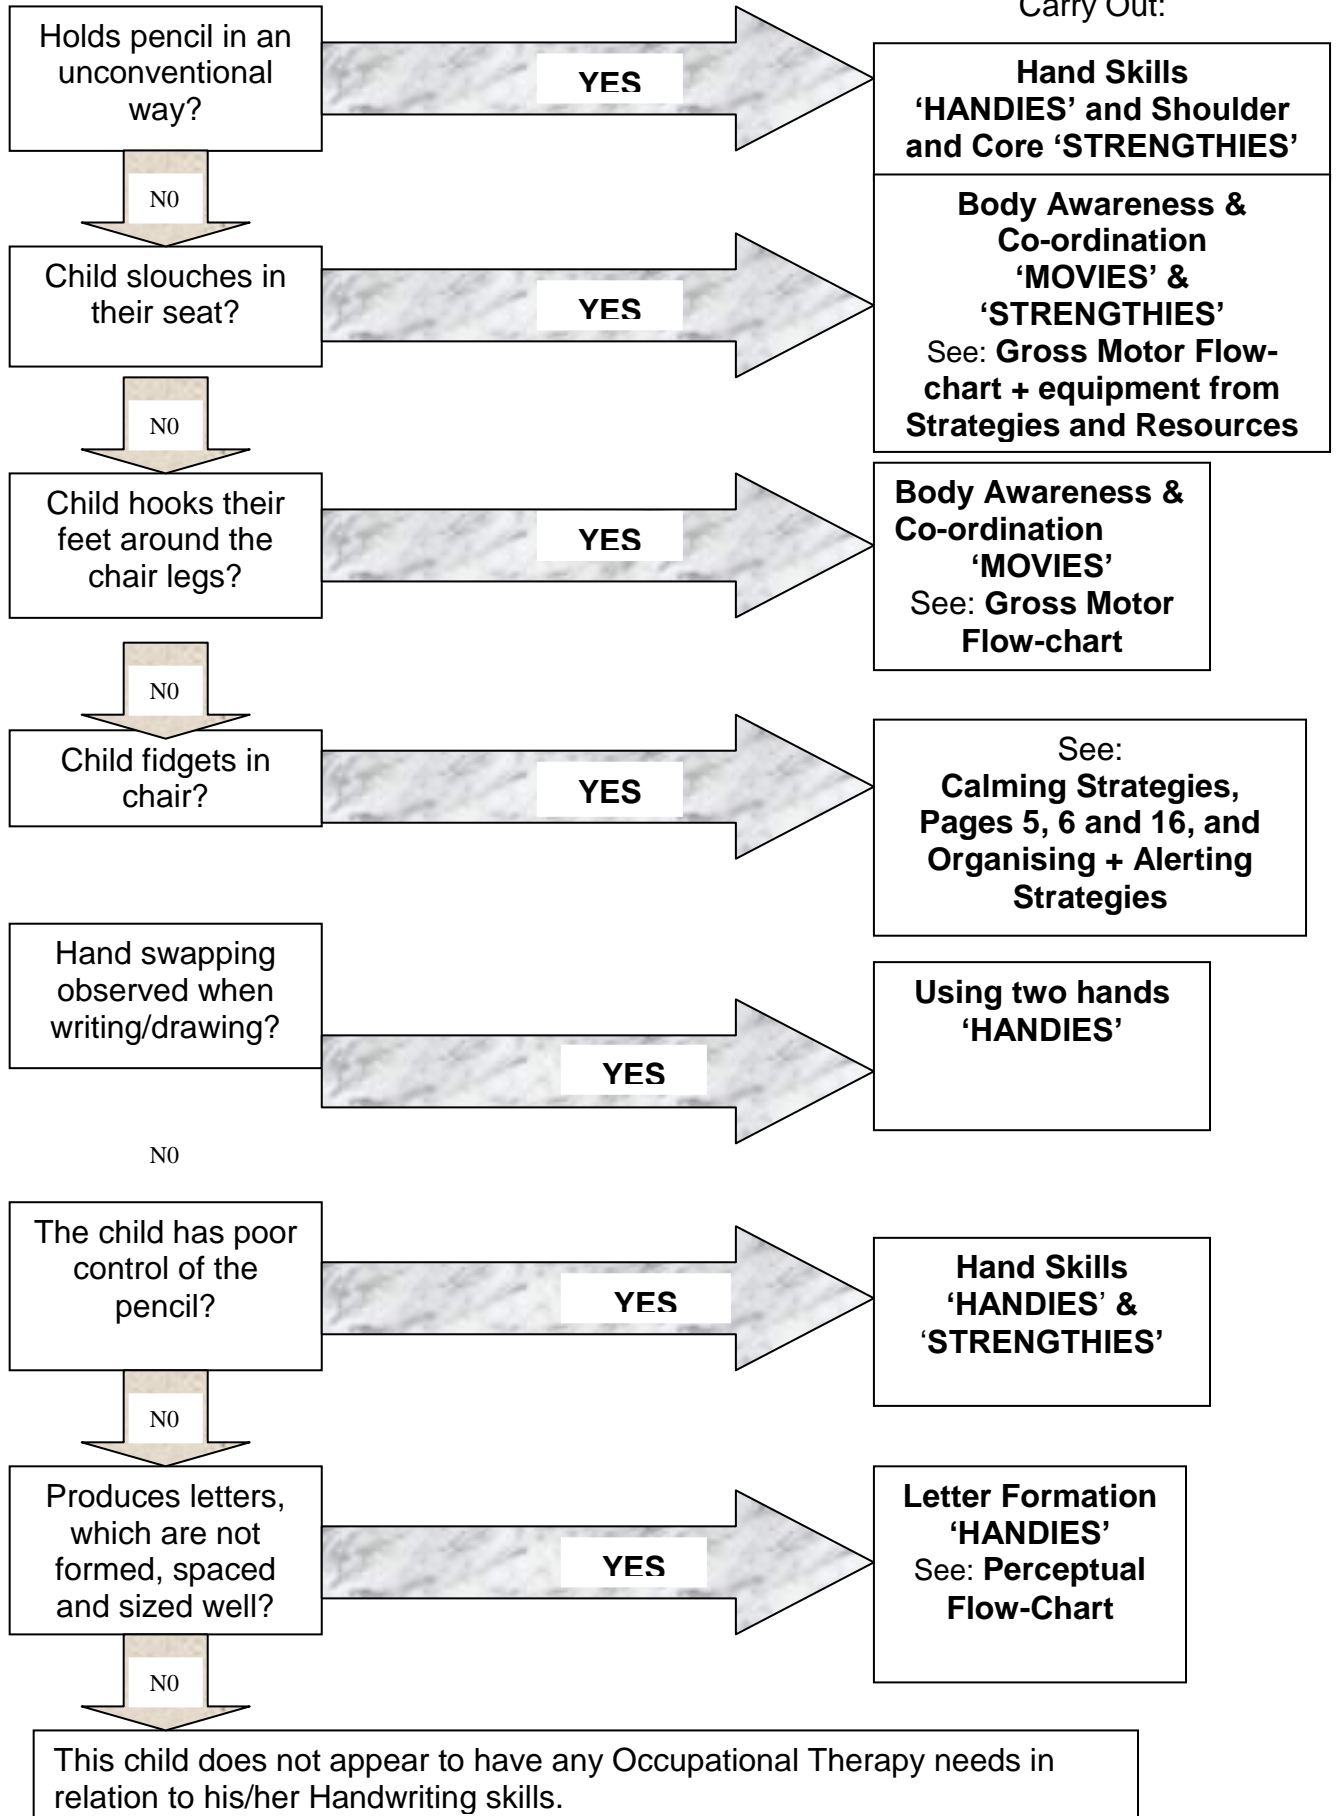 Carry Out:
Holds pencil in an
unconventional
way?
YES
Hand Skills
‘HANDIES’ and Shoulder
and Core ‘STRENGTHIES’
N0
Child slouches in
their seat?
YES
Body Awareness &
Co-ordination
‘MOVIES’ &
‘STRENGTHIES’
See: Gross Motor Flow-
chart + equipment from
Strategies and Resources
N0
Child hooks their
feet around the
chair legs?
YES
Body Awareness &
Co-ordination
‘MOVIES’
See: Gross Motor
Flow-chart
N0
Child fidgets in
chair?
YES
See:
Calming Strategies,
Pages 5, 6 and 16, and
Organising + Alerting
Strategies
Hand swapping
observed when
writing/drawing?
YES
Using two hands
‘HANDIES’
N0
The child has poor
control of the
pencil?
YES
Hand Skills
‘HANDIES’ &
‘STRENGTHIES’
N0
Produces letters,
which are not
formed, spaced
and sized well?
YES
Letter Formation
‘HANDIES’
See: Perceptual
Flow-Chart
N0
This child does not appear to have any Occupational Therapy needs in
relation to his/her Handwriting skills.